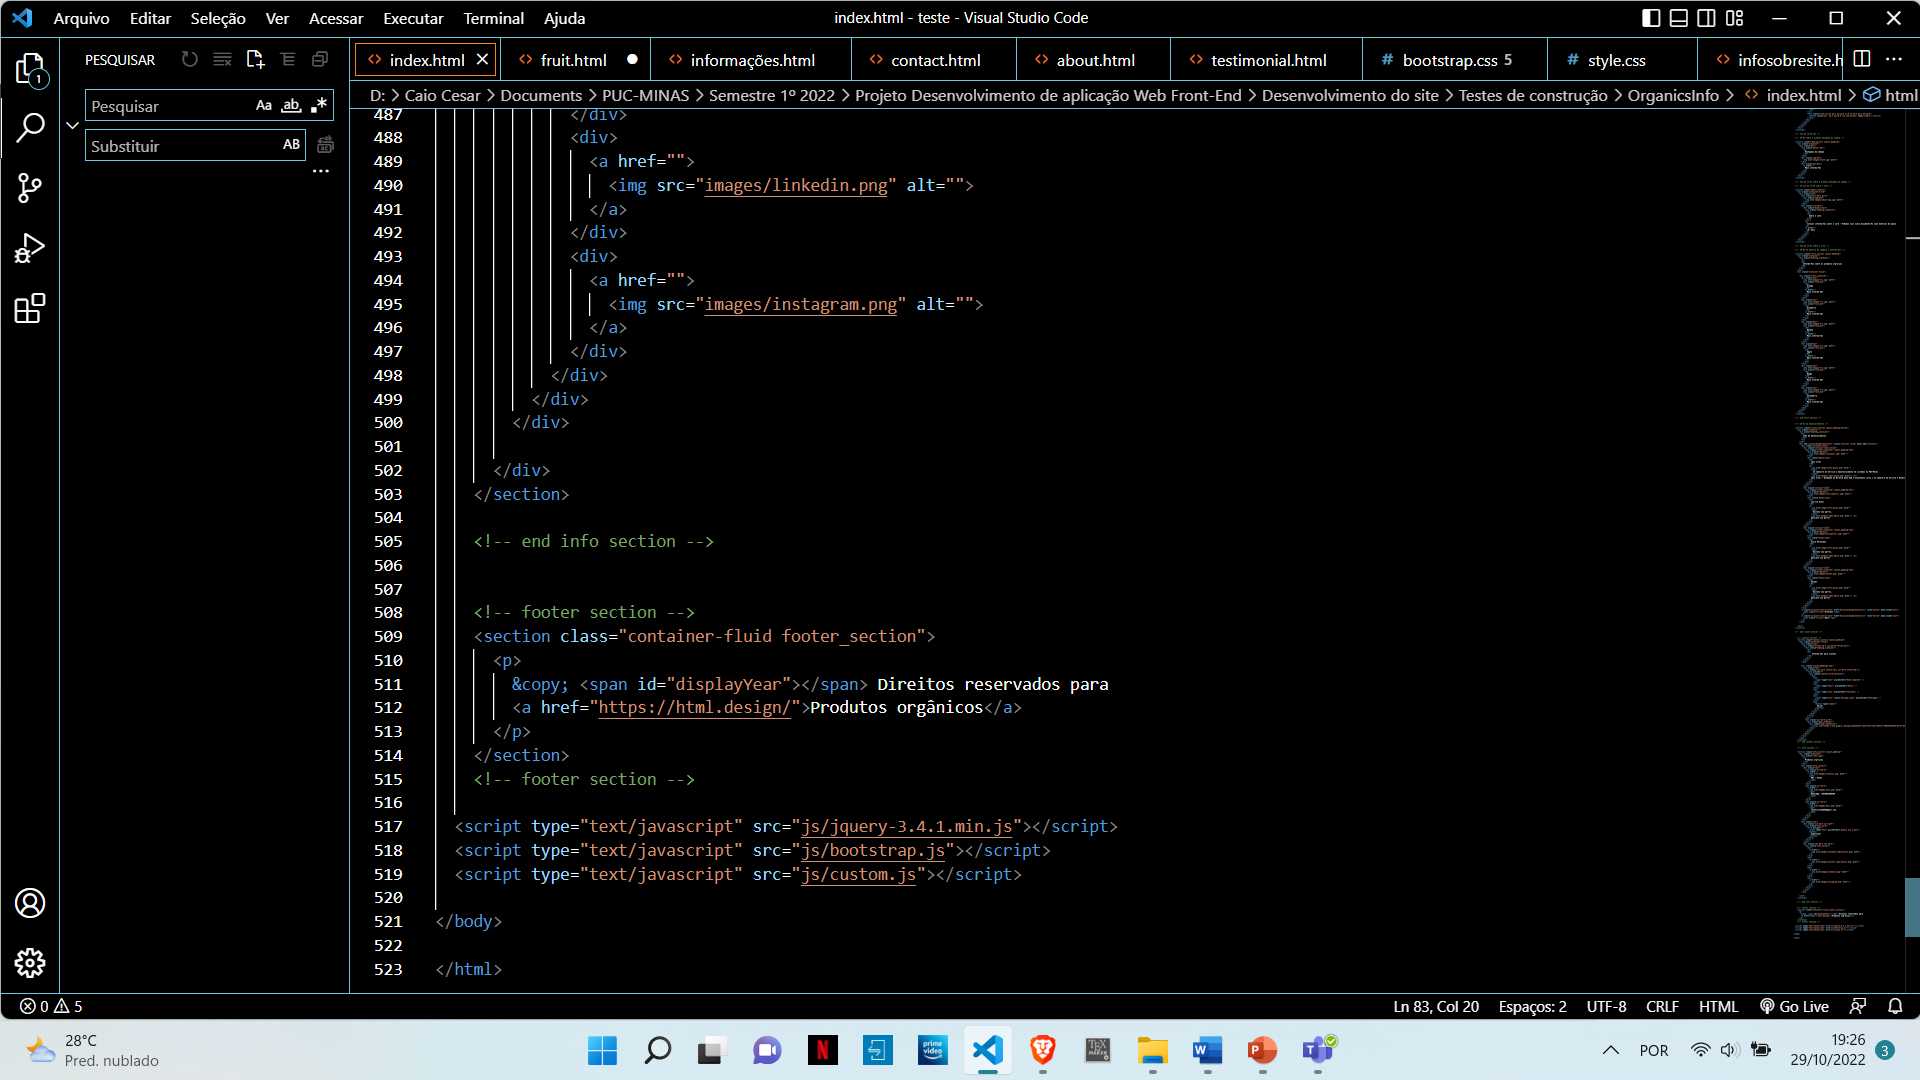 Arquivo Editar Seleção Ver Acessar Executar Terminal Ajuda
index.html - teste - Visual Studio Code
PESQUISAR
index.html
fruit.html
informações.html
contact.html
about.html
testimonial.html
bootstrap.css 5
style.css
infosobresite.h
1
Pesquisar
Aa ab
Substituir
AB
D: > Caio Cesar > Documents > PUC-MINAS > Semestre 1º 2022 > Projeto Desenvolvimento de aplicação Web Front-End > Desenvolvimento do site > Testes de construção > OrganicsInfo > index.html > html
487 </div>
488 <div>
489 <a href="">
490 <img src="images/linkedin.png" alt="">
491 </a>
492 </div>
493 <div>
494 <a href="">
495 <img src="images/instagram.png" alt="">
496 </a>
497 </div>
498 </div>
499 </div>
500 </div>
501
502 </div>
503 </section>
504
505 <!-- end info section -->
506
507
508 <!-- footer section -->
509 <section class="container-fluid footer_section">
510 <p>
511 &copy; <span id="displayYear"></span> Direitos reservados para
512 <a href="https://html.design/">Produtos orgânicos</a>
513 </p>
514 </section>
515 <!-- footer section -->
516
517 <script type="text/javascript" src="js/jquery-3.4.1.min.js"></script>
518 <script type="text/javascript" src="js/bootstrap.js"></script>
519 <script type="text/javascript" src="js/custom.js"></script>
520
521 </body>
522
523 </html>
0 5
Ln 83, Col 20 Espaços: 2 UTF-8 CRLF HTML Go Live
28°C
Pred. nublado
N
prime video
TEX MAKER
W
P
T
POR
19:26
29/10/2022
3